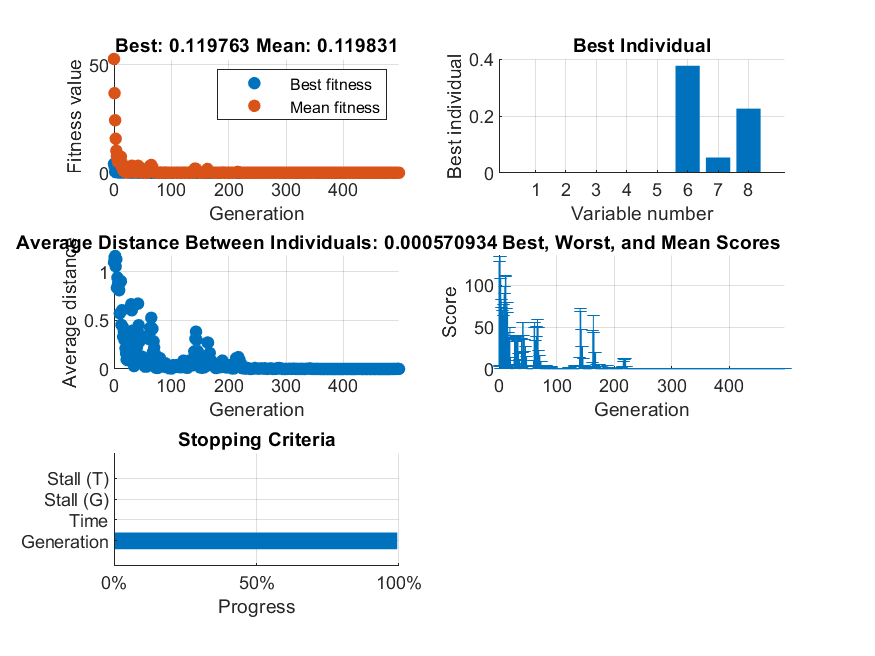 Best: 0.119763 Mean: 0.119831
Fitness value
50
0
Best fitness
Mean fitness
0 100 200 300 400
Generation
Best Individual
Best individual
0.4
0.2
0
1 2 3 4 5 6 7 8
Variable number
Average Distance Between Individuals: 0.000570934
Average distance
1
0.5
0
0 100 200 300 400
Generation
Best, Worst, and Mean Scores
Score
100
50
0
0 100 200 300 400
Generation
Stopping Criteria
Stall (T)
Stall (G)
Time
Generation
0% 50% 100%
Progress